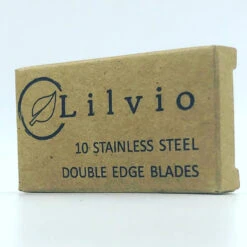 Lilvio
10 STAINLESS STEEL
DOUBLE EDGE BLADES